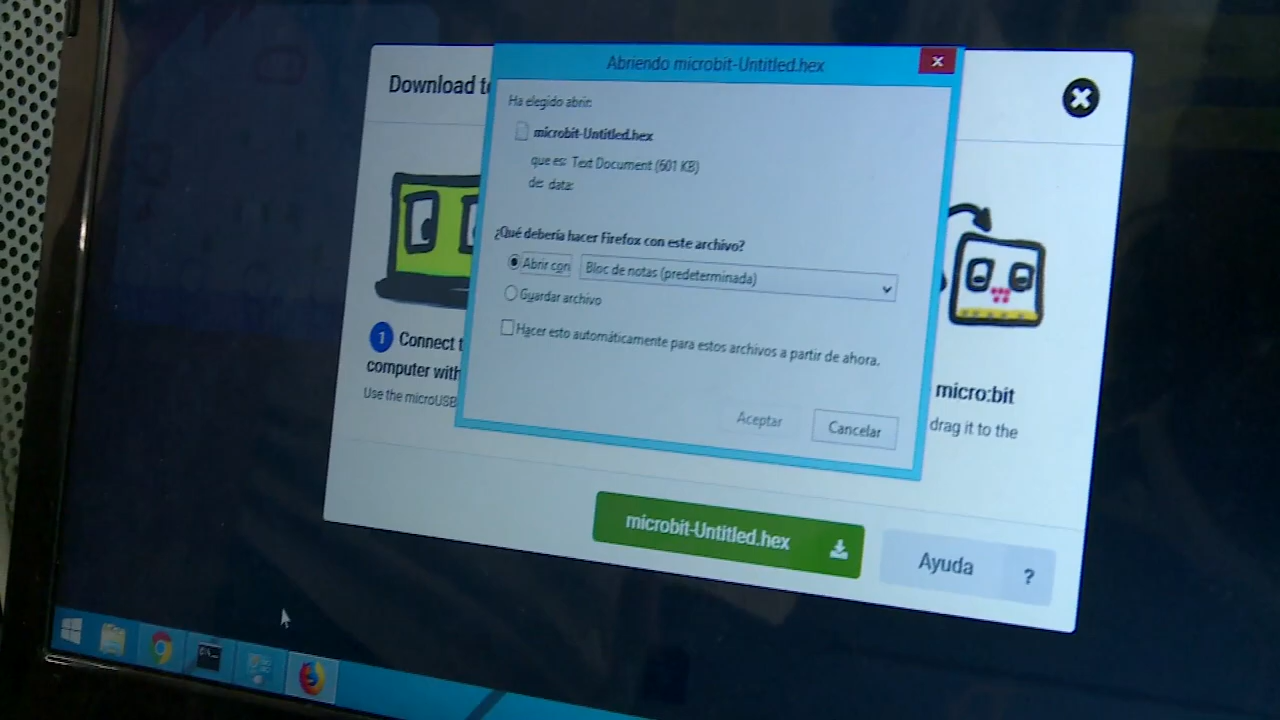 Abriendo microbit-Untitled.hex
Download t
Ha elegido abrir:
microbit-Untitled.hex
que es: Text Document (601 KB)
de: data:
¿Qué debería hacer Firefox con este archivo?
Abrir con
Bloc de notas (predeterminada)
Guardar archivo
Hacer esto automáticamente para estos archivos a partir de ahora.
Aceptar
Cancelar
1 Connect t
computer with
Use the microUSB
micro:bit
drag it to the
microbit-Untitled.hex
Ayuda ?